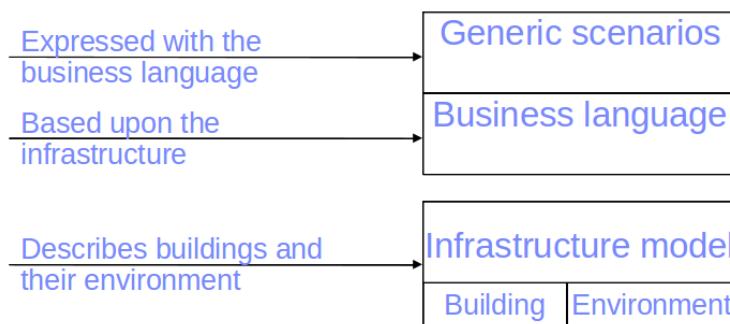 Expressed with the
business language
Generic scenarios
Based upon the
infrastructure
Business language
Describes buildings and
their environment
Infrastructure model
Building
Environment